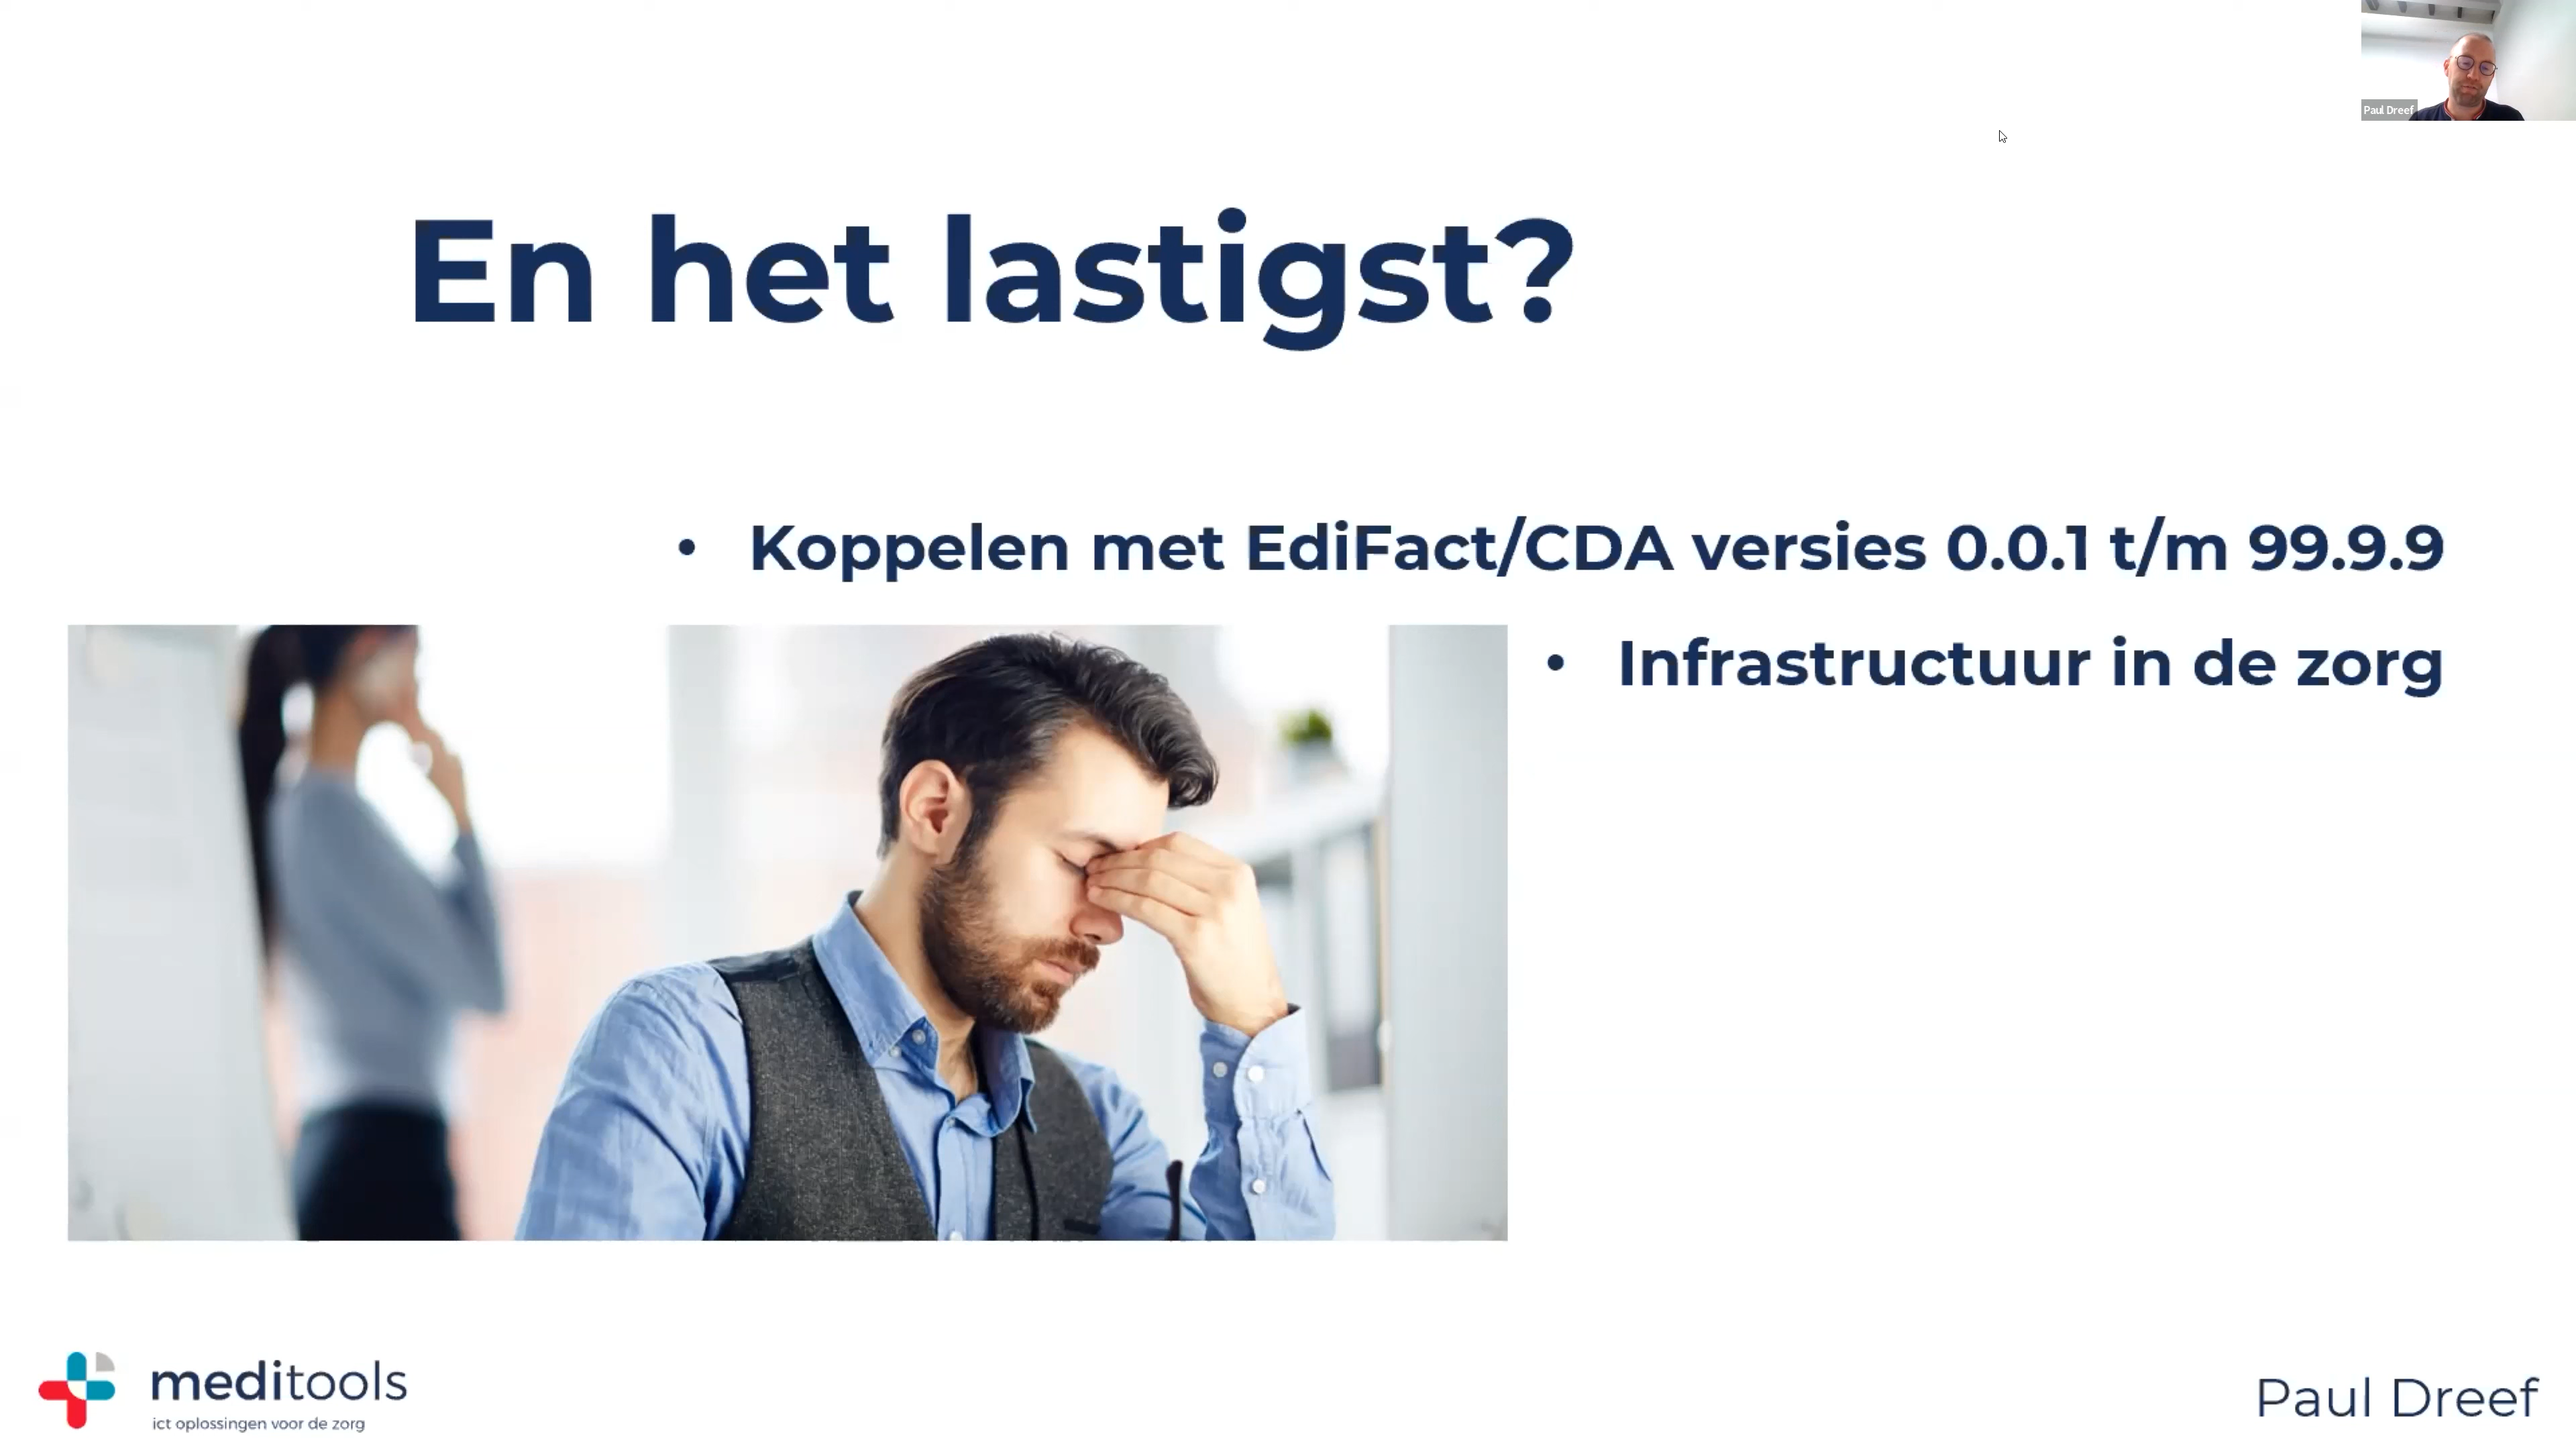 Paul Dreef
En het lastigst?
• Koppelen met EdiFact/CDA versies 0.0.1 t/m 99.9.9
• Infrastructuur in de zorg
meditools
ict oplossingen voor de zorg
Paul Dreef